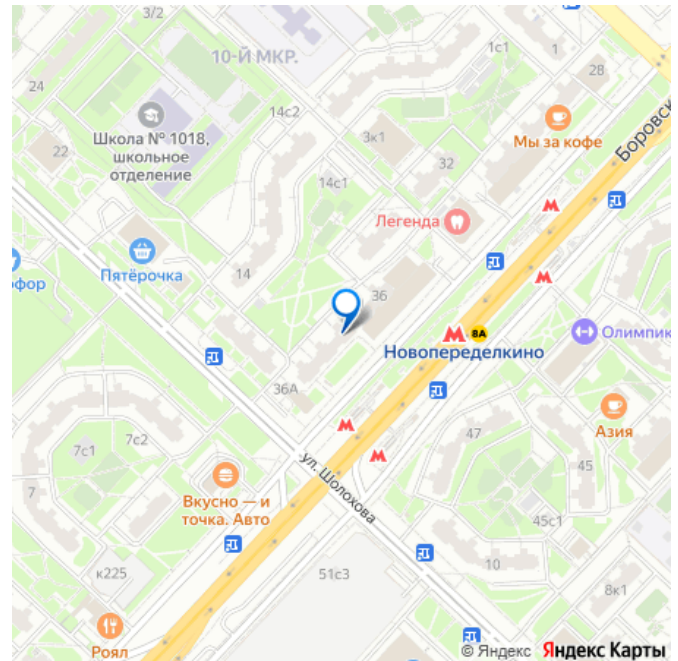 3/2
10-Й МКР.
1с1
1
24
28
14с2
Школа № 1018,
школьное
отделение
22
3к1
Мы за кофе
Боровск
32
14с1
Легенда
Пятёрочка
офор
14
36
8А
Новопеределкино
Олимпик
36А
Азия
7с1
7с2
47
45
7
ул. Шолохова
Вкусно — и
точка. Авто
45с1
к225
51с3
10
8к1
Роял
© Яндекс Яндекс Карты